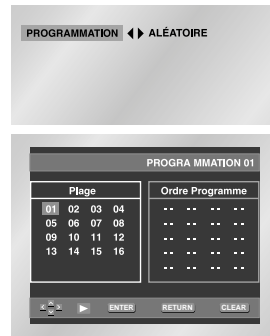 PROGRAMMATION ALÉATOIRE
PROGRA MMATION 01
Plage Ordre Programme
01 02 03 04 -- -- -- --
05 06 07 08 -- -- -- --
09 10 11 12 -- -- -- --
13 14 15 16 -- -- -- --
-- -- -- --
-- -- -- --
ENTER RETURN CLEAR